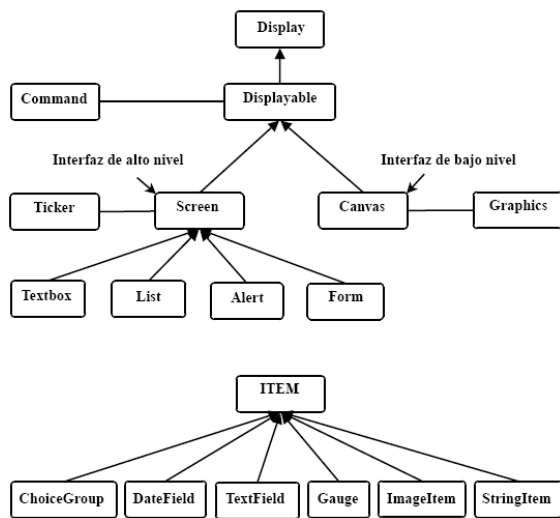 Display
Command
Displayable
Interfaz de alto nivel
Interfaz de bajo nivel
Ticker
Screen
Canvas
Graphics
Textbox
List
Alert
Form
ITEM
ChoiceGroup
DateField
TextField
Gauge
ImageItem
StringItem